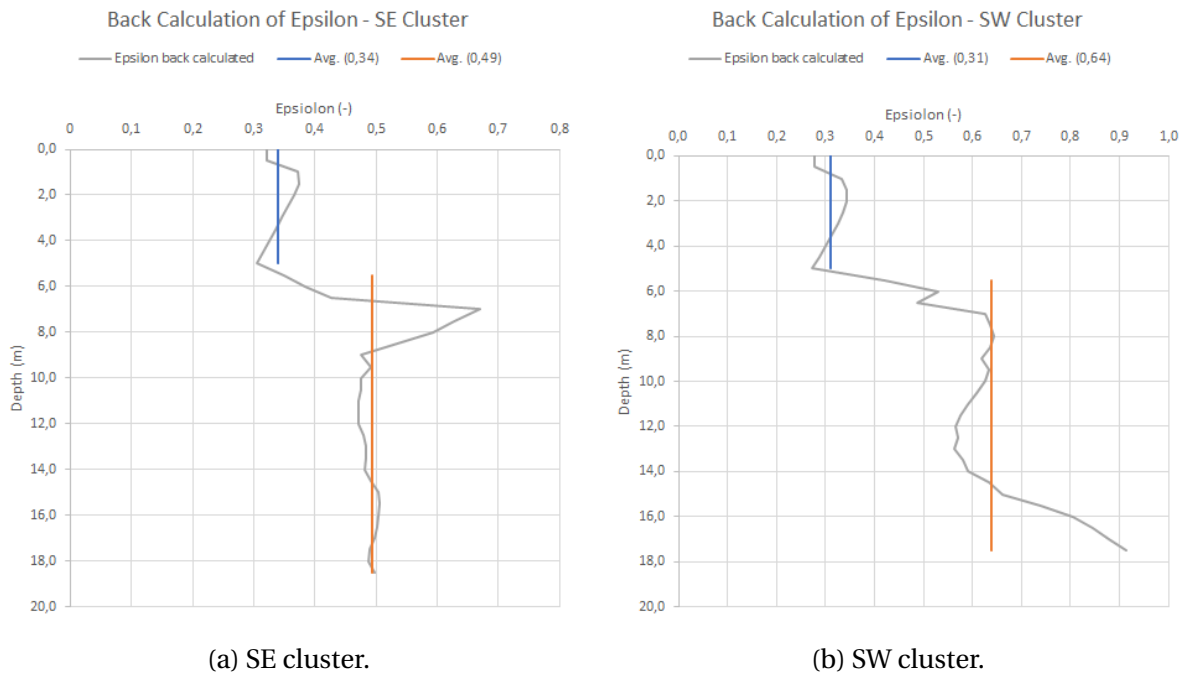 Back Calculation of Epsilon - SE Cluster
Epsilon back calculated Avg. (0,34) Avg. (0,49)
Epsiolon (-)
0 0,1 0,2 0,3 0,4 0,5 0,6 0,7 0,8
0,0
2,0
4,0
6,0
8,0
10,0
12,0
14,0
16,0
18,0
20,0
Depth (m)
(a) SE cluster.
Back Calculation of Epsilon - SW Cluster
Epsilon back calculated Avg. (0,31) Avg. (0,64)
Epsiolon (-)
0,0 0,1 0,2 0,3 0,4 0,5 0,6 0,7 0,8 0,9 1,0
0,0
2,0
4,0
6,0
8,0
10,0
12,0
14,0
16,0
18,0
20,0
Depth (m)
(b) SW cluster.